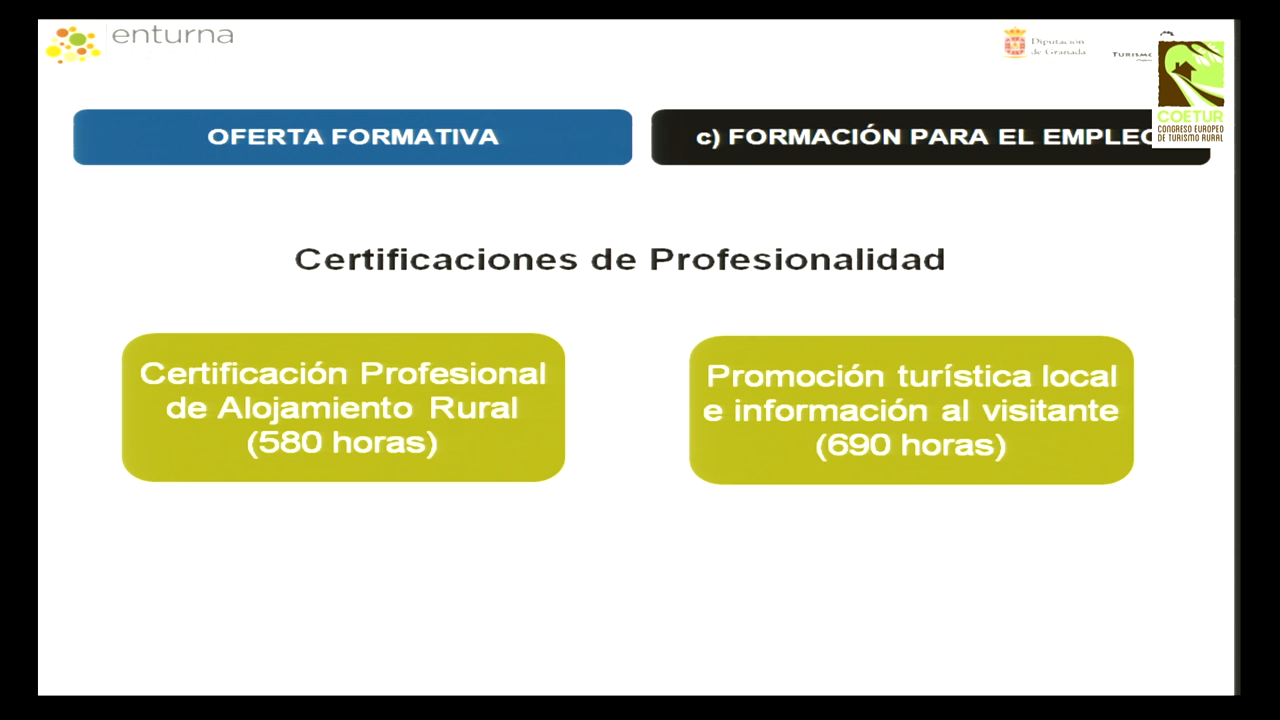 enturna
Diputación
de Granada
COETUR
CONGRESO EUROPEO
DE TURISMO RURAL
OFERTA FORMATIVA
c) FORMACIÓN PARA EL EMPLEO
Certificaciones de Profesionalidad
Certificación Profesional
de Alojamiento Rural
(580 horas)
Promoción turística local
e información al visitante
(690 horas)